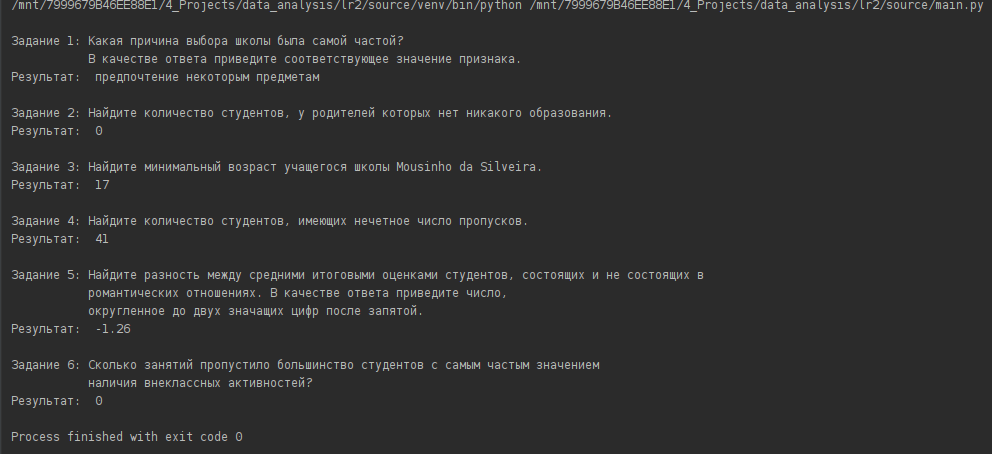 /mnt/7999679B46EE88E1/4_Projects/data_analysis/lr2/source/venv/bin/python /mnt/7999679B46EE88E1/4_Projects/data_analysis/lr2/source/main.py
Задание 1: Какая причина выбора школы была самой частой?
В качестве ответа приведите соответствующее значение признака.
Результат:  предпочтение некоторым предметам
Задание 2: Найдите количество студентов, у родителей которых нет никакого образования.
Результат:  0
Задание 3: Найдите минимальный возраст учащегося школы Mousinho da Silveira.
Результат:  17
Задание 4: Найдите количество студентов, имеющих нечетное число пропусков.
Результат:  41
Задание 5: Найдите разность между средними итоговыми оценками студентов, состоящих и не состоящих в
романтических отношениях. В качестве ответа приведите число,
округленное до двух значащих цифр после запятой.
Результат:  -1.26
Задание 6: Сколько занятий пропустило большинство студентов с самым частым значением
наличия внеклассных активностей?
Результат:  0
Process finished with exit code 0